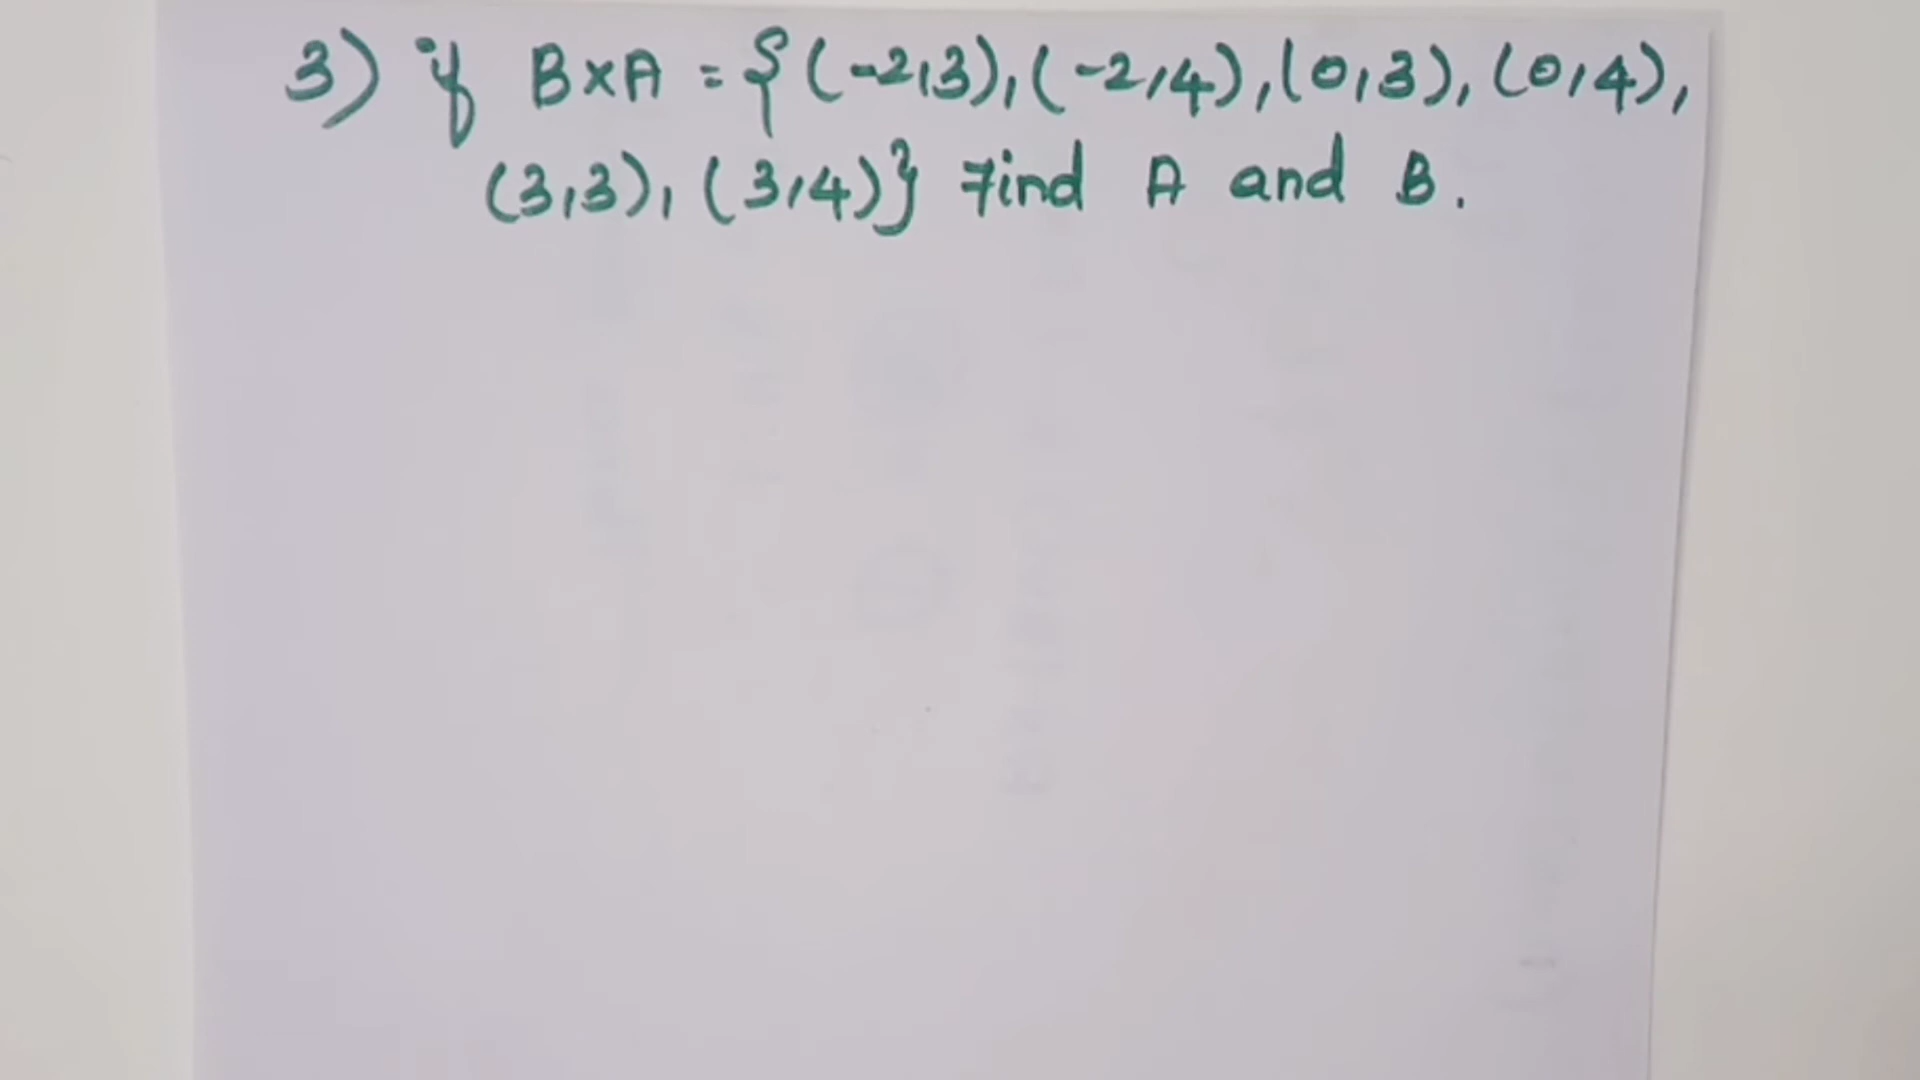 3) if B×A = {(-2,3),(-2,4),(0,3),(0,4),
(3,3),(3,4)} Find A and B.